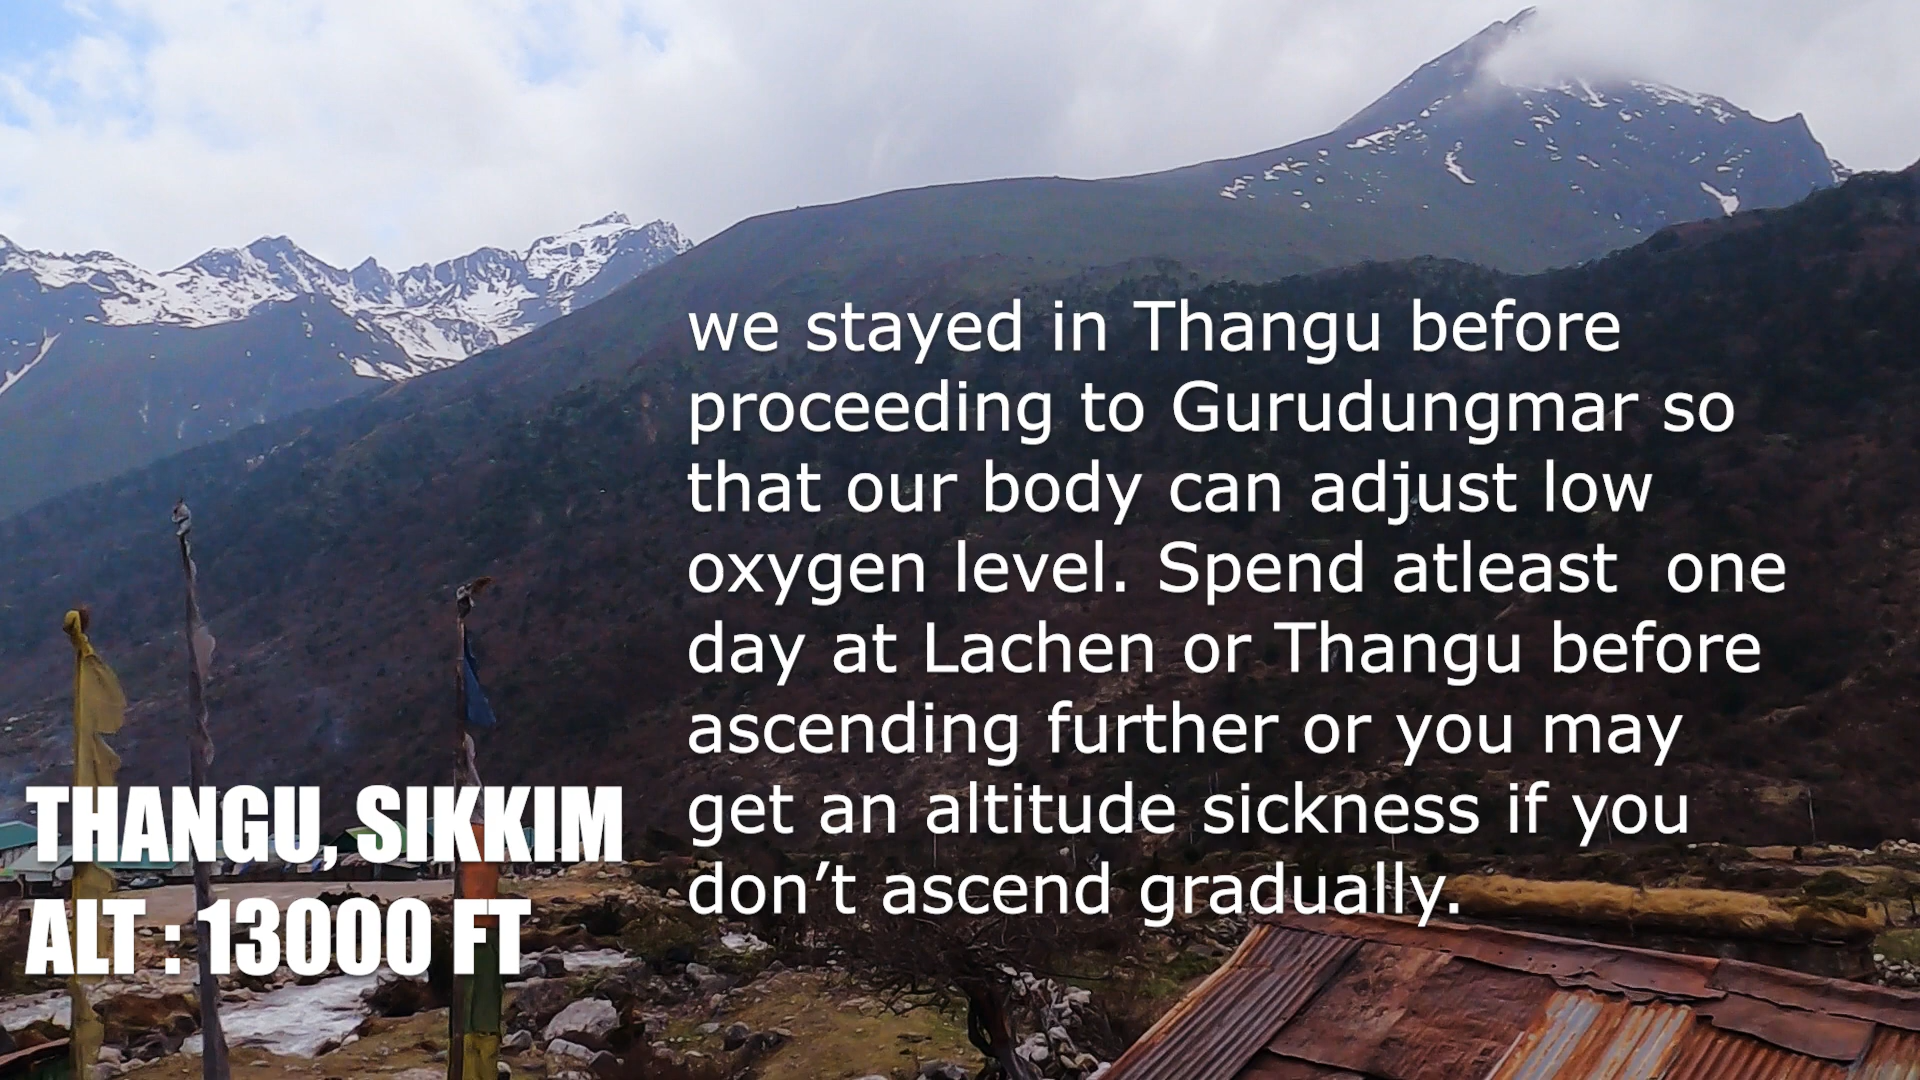 we stayed in Thangu before
proceeding to Gurudungmar so
that our body can adjust low
oxygen level. Spend atleast  one
day at Lachen or Thangu before
ascending further or you may
get an altitude sickness if you
don’t ascend gradually.
THANGU, SIKKIM
ALT : 13000 FT